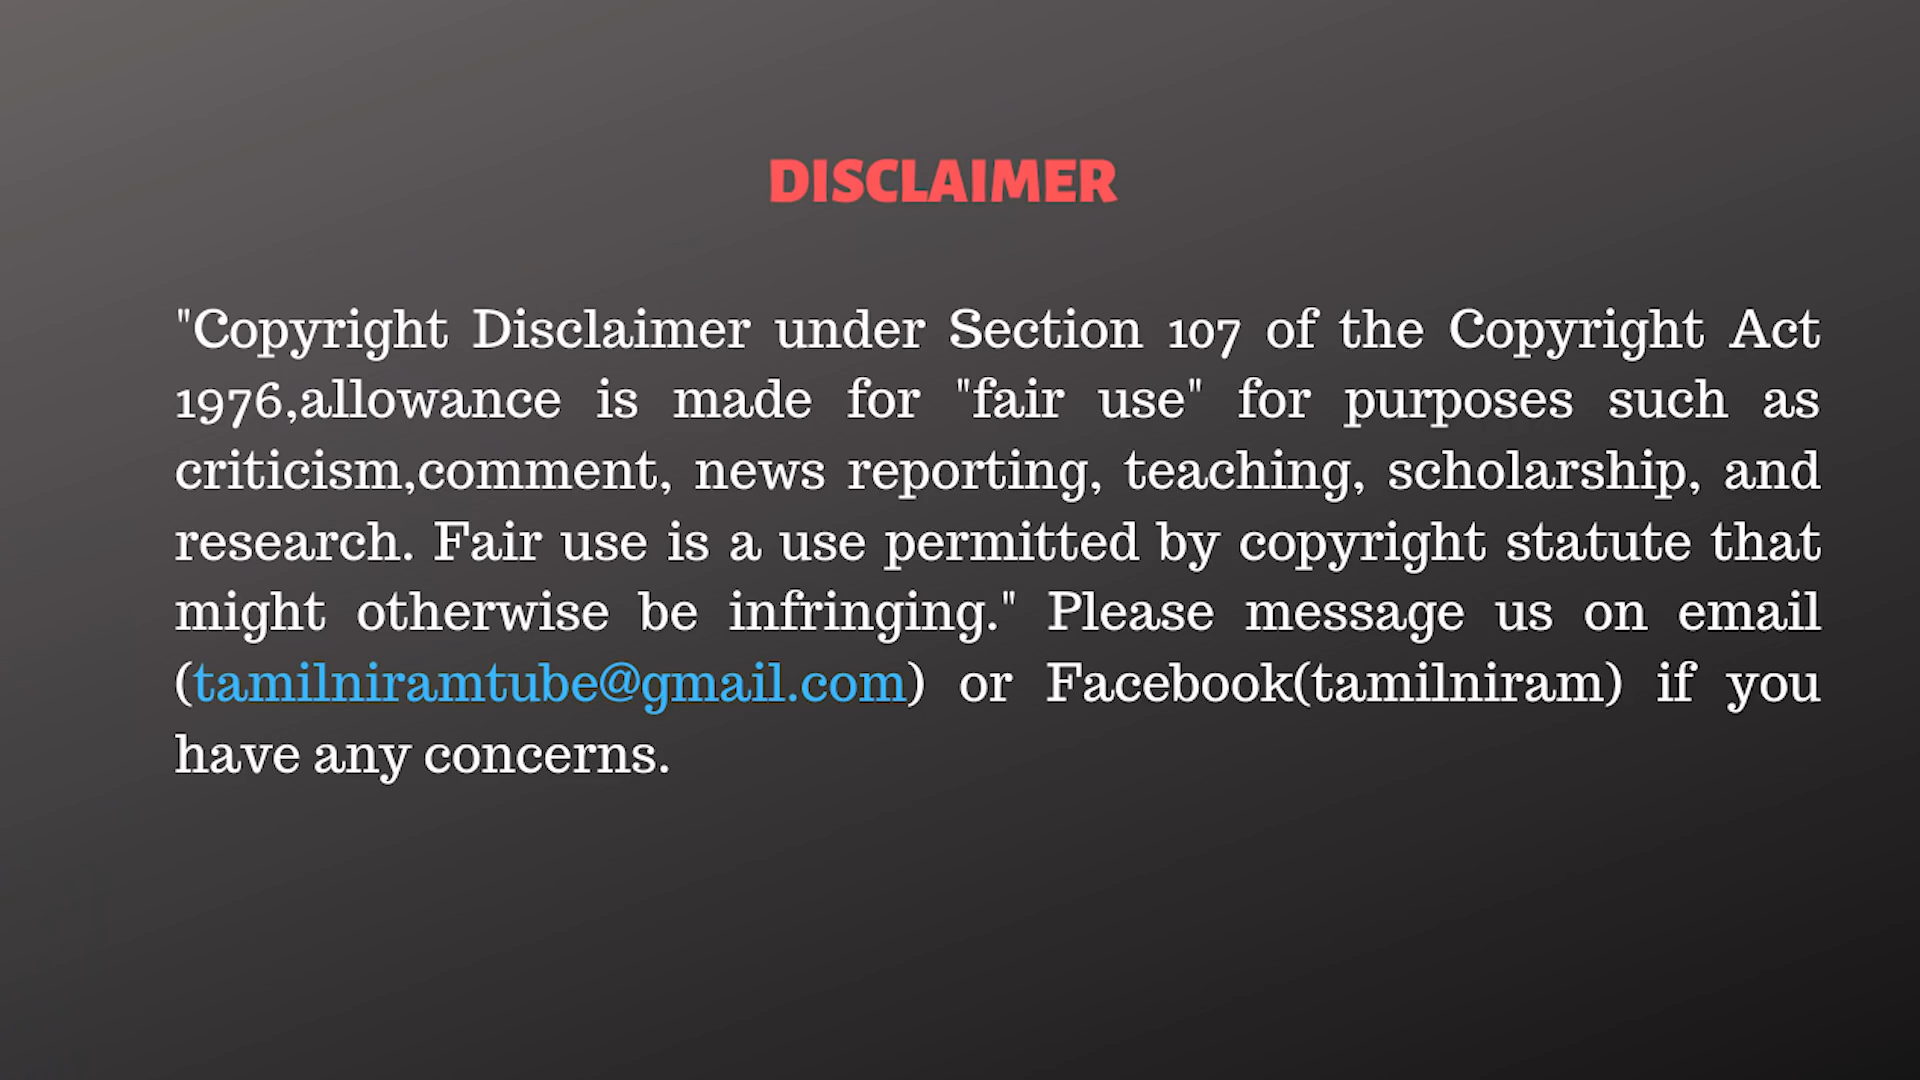 DISCLAIMER
"Copyright Disclaimer under Section 107 of the Copyright Act
1976,allowance is made for "fair use" for purposes such as
criticism,comment, news reporting, teaching, scholarship, and
research. Fair use is a use permitted by copyright statute that
might otherwise be infringing." Please message us on email
(tamilniramtube@gmail.com) or Facebook(tamilniram) if you
have any concerns.